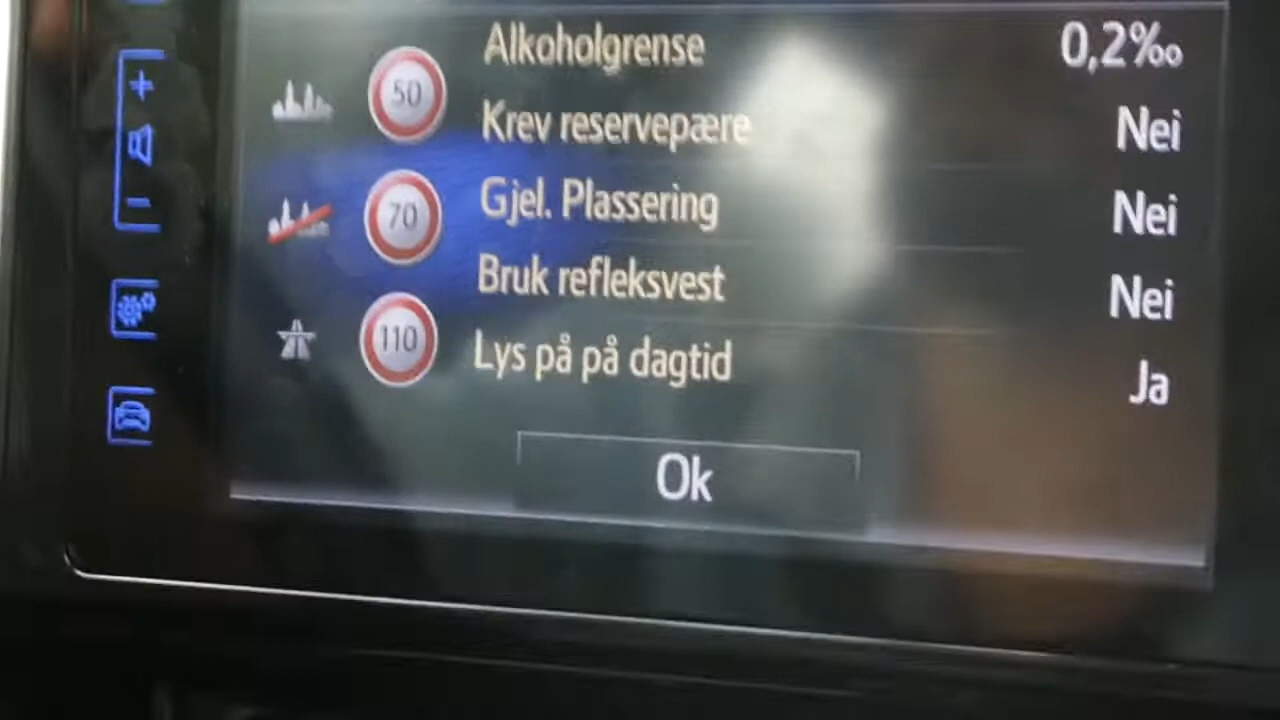 50
Alkoholgrense 0,2‰
Krev reservepære Nei
70
Gjel. Plassering Nei
Bruk refleksvest Nei
110
Lys på på dagtid Ja
Ok